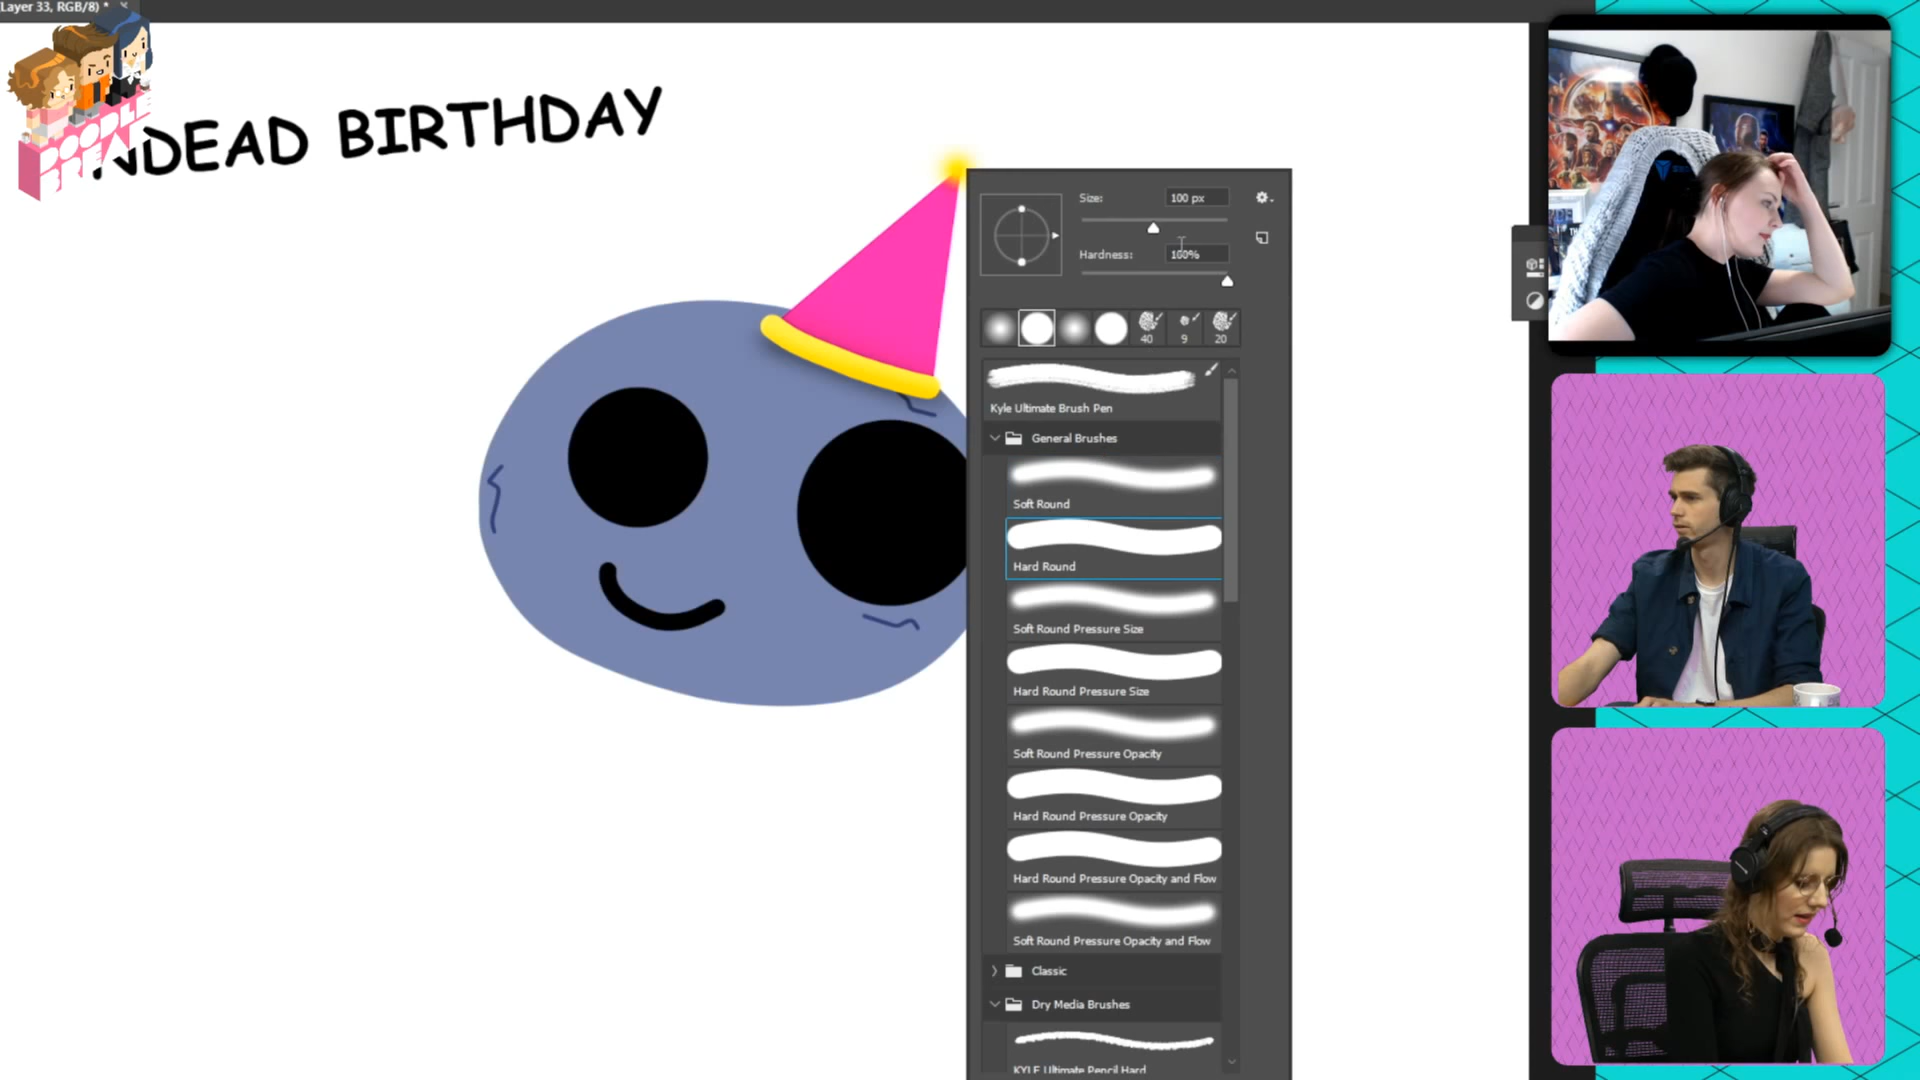 Layer 33, RGB/8) *
DOODLE
BREAK
NDEAD BIRTHDAY
Size:
100 px
Hardness:
100%
40
9
20
Kyle Ultimate Brush Pen
General Brushes
Soft Round
Hard Round
Soft Round Pressure Size
Hard Round Pressure Size
Soft Round Pressure Opacity
Hard Round Pressure Opacity
Hard Round Pressure Opacity and Flow
Soft Round Pressure Opacity and Flow
Classic
Dry Media Brushes
KYLE Ultimate Pencil Hard